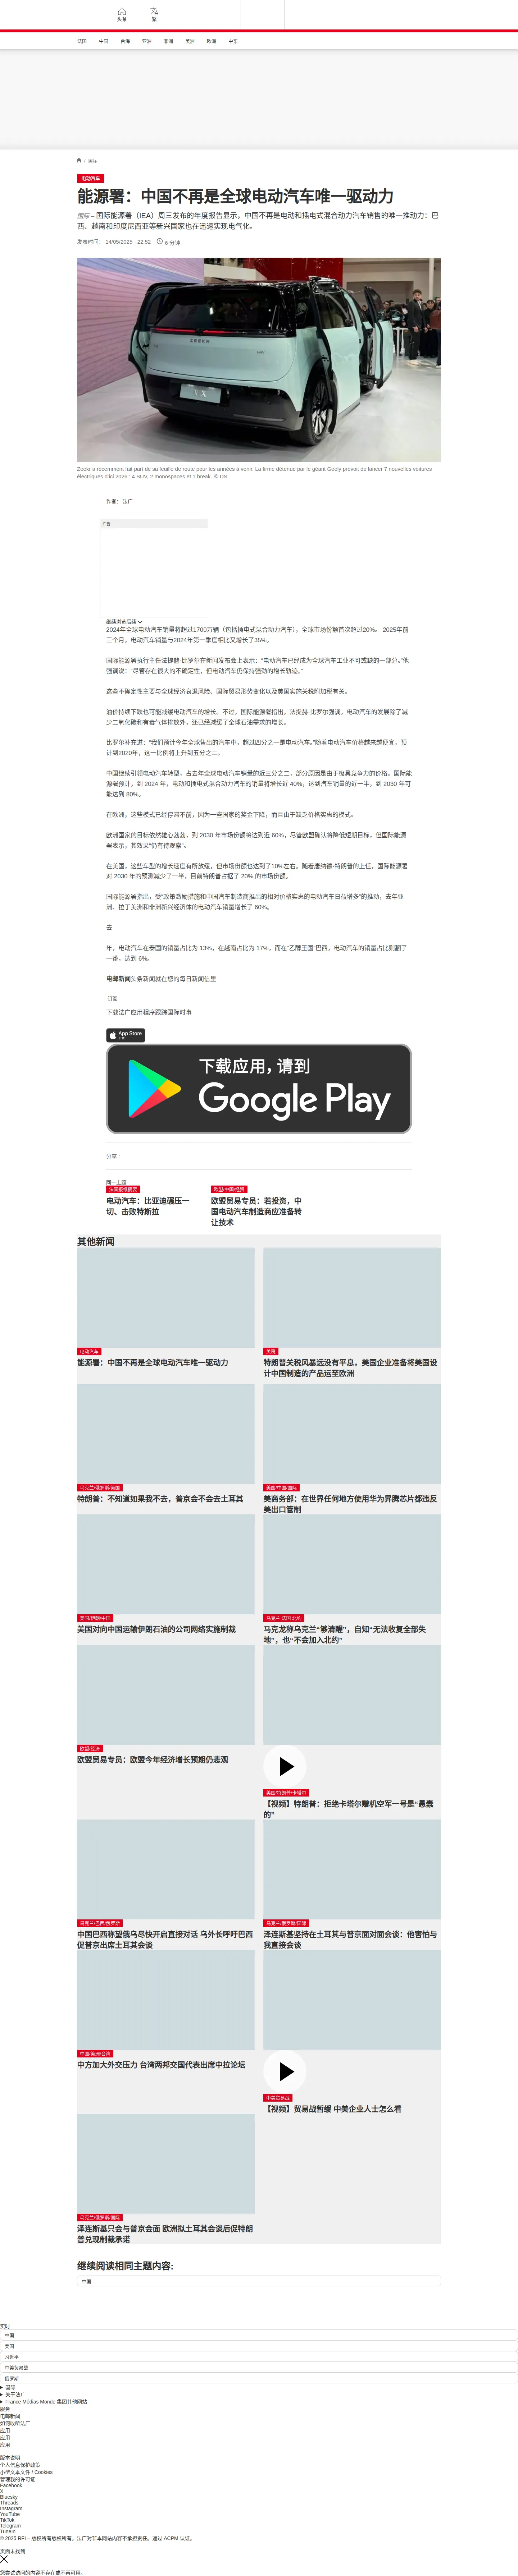 头条
繁
法国
中国
台海
亚洲
非洲
美洲
欧洲
中东
/ 国际
电动汽车
能源署：中国不再是全球电动汽车唯一驱动力
国际 – 国际能源署（IEA）周三发布的年度报告显示，中国不再是电动和插电式混合动力汽车销售的唯一推动力：巴
西、越南和印度尼西亚等新兴国家也在迅速实现电气化。
发表时间： 14/05/2025 - 22:52 6 分钟
ZEEKR
Zeekr a récemment fait part de sa feuille de route pour les années à venir. La firme détenue par le géant Geely prévoit de lancer 7 nouvelles voitures
électriques d'ici 2026 : 4 SUV, 2 monospaces et 1 break. © DS
作者： 法广
广告
继续浏览后续
2024年全球电动汽车销量将超过1700万辆（包括插电式混合动力汽车），全球市场份额首次超过20%。 2025年前
三个月，电动汽车销量与2024年第一季度相比又增长了35%。
国际能源署执行主任法提赫·比罗尔在新闻发布会上表示：“电动汽车已经成为全球汽车工业不可或缺的一部分。”他
强调说：“尽管存在很大的不确定性，但电动汽车仍保持强劲的增长轨迹。”
这些不确定性主要与全球经济衰退风险、国际贸易形势变化以及美国实施关税附加税有关。
油价持续下跌也可能减缓电动汽车的增长。不过，国际能源署指出，法提赫·比罗尔强调，电动汽车的发展除了减
少二氧化碳和有毒气体排放外，还已经减缓了全球石油需求的增长。
比罗尔补充道：“我们预计今年全球售出的汽车中，超过四分之一是电动汽车。”随着电动汽车价格越来越便宜，预
计到2020年，这一比例将上升到五分之二。
中国继续引领电动汽车转型，占去年全球电动汽车销量的近三分之二，部分原因是由于极具竞争力的价格。国际能
源署预计，到 2024 年，电动和插电式混合动力汽车的销量将增长近 40%，达到汽车销量的近一半，到 2030 年可
能达到 80%。
在欧洲，这些模式已经停滞不前，因为一些国家的奖金下降，而且由于缺乏价格实惠的模式。
欧洲国家的目标依然雄心勃勃，到 2030 年市场份额将达到近 60%，尽管欧盟确认将降低短期目标，但国际能源
署表示，其效果“仍有待观察”。
在美国，这些车型的增长速度有所放缓，但市场份额也达到了10%左右。随着唐纳德·特朗普的上任，国际能源署
对 2030 年的预测减少了一半，目前特朗普占据了 20% 的市场份额。
国际能源署指出，受“政策激励措施和中国汽车制造商推出的相对价格实惠的电动汽车日益增多”的推动，去年亚
洲、拉丁美洲和非洲新兴经济体的电动汽车销量增长了 60%。
去
年，电动汽车在泰国的销量占比为 13%，在越南占比为 17%，而在“乙醇王国”巴西，电动汽车的销量占比则翻了
一番，达到 6%。
电邮新闻头条新闻就在您的每日新闻信里
订阅
下载法广应用程序跟踪国际时事
App Store
下载
下载应用，请到
Google Play
分享 :
同一主题
法国报纸摘要
电动汽车：比亚迪碾压一
切、击败特斯拉
欧盟/中国/经贸
欧盟贸易专员：若投资，中
国电动汽车制造商应准备转
让技术
其他新闻
电动汽车
能源署：中国不再是全球电动汽车唯一驱动力
关税
特朗普关税风暴远没有平息，美国企业准备将美国设
计中国制造的产品运至欧洲
乌克兰/俄罗斯/美国
特朗普：不知道如果我不去，普京会不会去土耳其
美国/中国/国际
美商务部：在世界任何地方使用华为昇腾芯片都违反
美出口管制
美国/伊朗/中国
美国对向中国运输伊朗石油的公司网络实施制裁
乌克兰 法国 北约
马克龙称乌克兰“够清醒”，自知“无法收复全部失
地”，也“不会加入北约”
欧盟/经济
欧盟贸易专员：欧盟今年经济增长预期仍悲观
美国/特朗普/卡塔尔
【视频】特朗普：拒绝卡塔尔赠机空军一号是“愚蠢
的”
乌克兰/巴西/俄罗斯
中国巴西称望俄乌尽快开启直接对话 乌外长呼吁巴西
促普京出席土耳其会谈
乌克兰/俄罗斯/国际
泽连斯基坚持在土耳其与普京面对面会谈：他害怕与
我直接会谈
中国/美洲/台湾
中方加大外交压力 台湾两邦交国代表出席中拉论坛
中美贸易战
【视频】贸易战暂缓 中美企业人士怎么看
乌克兰/俄罗斯/国际
泽连斯基只会与普京会面 欧洲拟土耳其会谈后促特朗
普兑现制裁承诺
继续阅读相同主题内容:
中国
实时
中国
美国
习近平
中美贸易战
俄罗斯
国际
关于法广
France Médias Monde 集团其他网站
服务
电邮新闻
如何收听法广
应用
应用
应用
版本说明
个人信息保护政策
小型文本文件 / Cookies
管理我的许可证
Facebook
X
Bluesky
Threads
Instagram
YouTube
TikTok
Telegram
TuneIn
© 2025 RFI – 版权所有版权所有。法广对非本网站内容不承担责任。通过 ACPM 认证。
页面未找到
您尝试访问的内容不存在或不再可用。